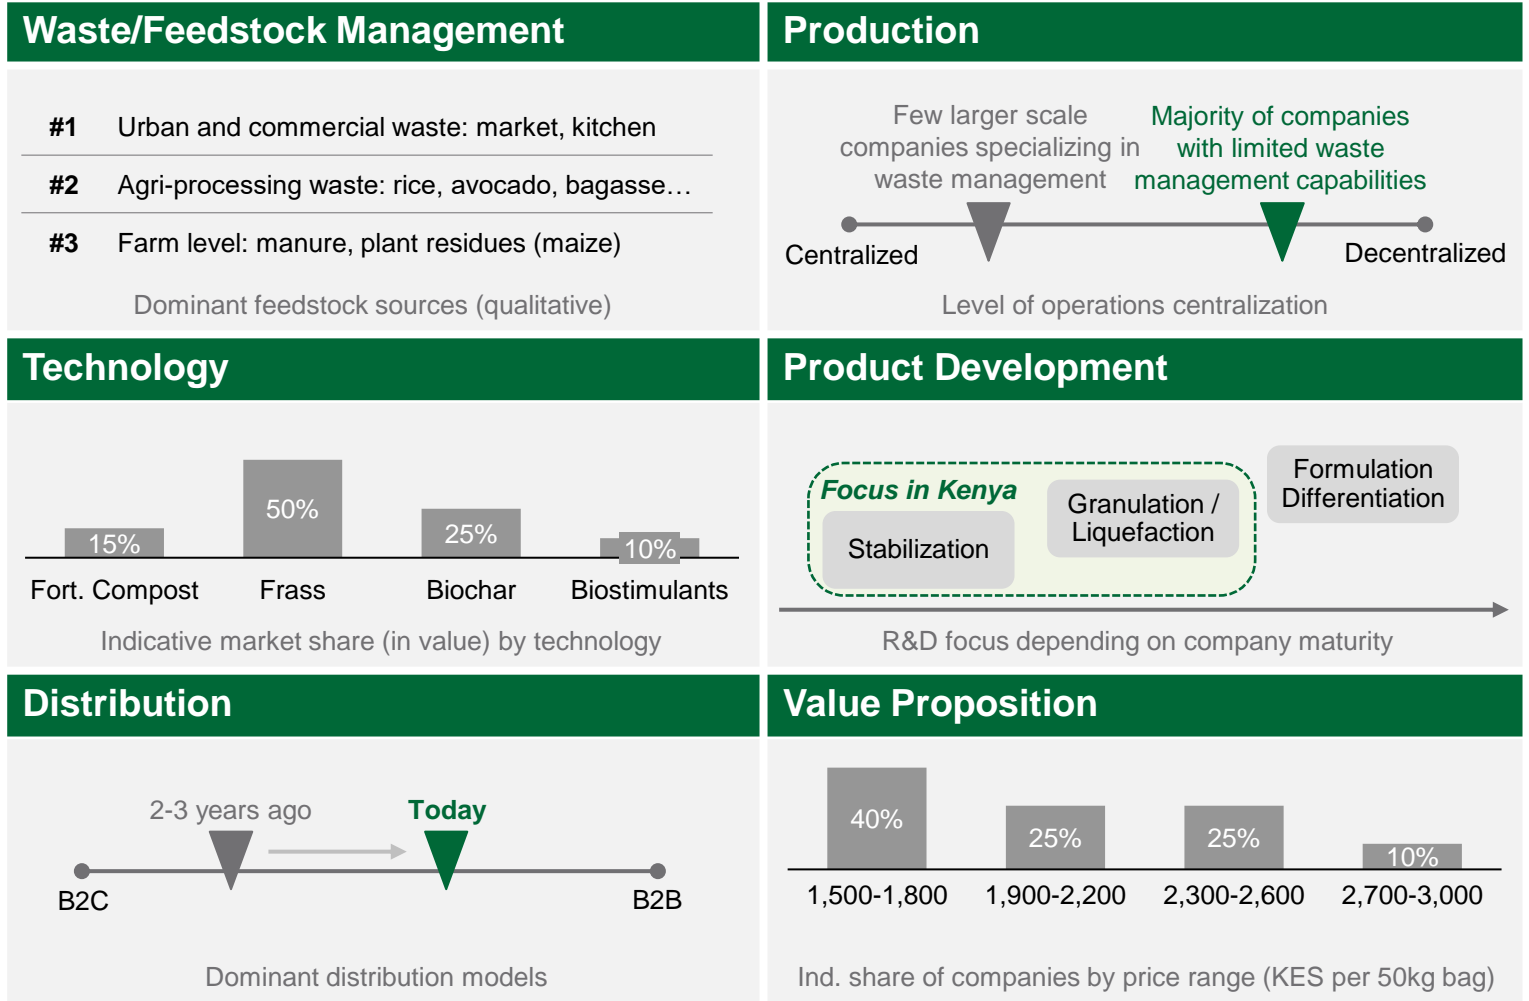 Waste/Feedstock Management
#1 Urban and commercial waste: market, kitchen
#2 Agri-processing waste: rice, avocado, bagasse…
#3 Farm level: manure, plant residues (maize)
Dominant feedstock sources (qualitative)
Production
Few larger scale
companies specializing in
waste management
Majority of companies
with limited waste
management capabilities
Centralized
Decentralized
Level of operations centralization
Technology
15%
50%
25%
10%
Fort. Compost
Frass
Biochar
Biostimulants
Indicative market share (in value) by technology
Product Development
Focus in Kenya
Stabilization
Granulation /
Liquefaction
Formulation
Differentiation
R&D focus depending on company maturity
Distribution
2-3 years ago
Today
B2C
B2B
Dominant distribution models
Value Proposition
40%
25%
25%
10%
1,500-1,800
1,900-2,200
2,300-2,600
2,700-3,000
Ind. share of companies by price range (KES per 50kg bag)